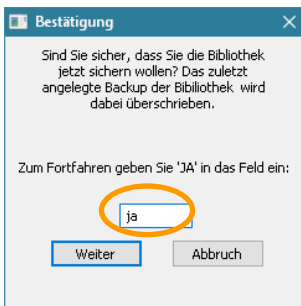 Bestätigung
Sind Sie sicher, dass Sie die Bibliothek
jetzt sichern wollen? Das zuletzt
angelegte Backup der Bibiliothek wird
dabei überschrieben.
Zum Fortfahren geben Sie 'JA' in das Feld ein:
ja
Weiter Abbruch